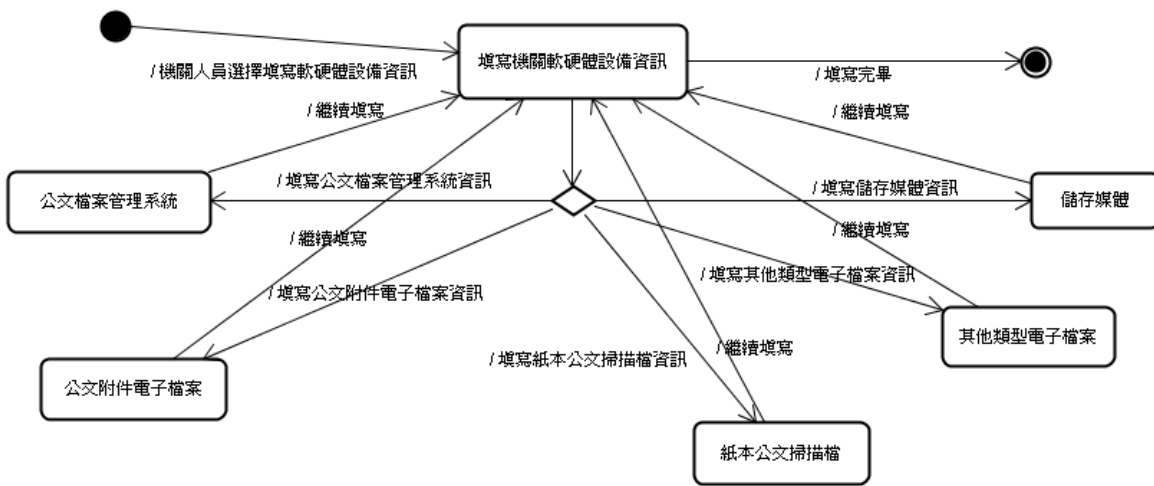 填寫機關軟硬體設備資訊
/ 機關人員選擇填寫軟硬體設備資訊
/ 填寫完畢
/ 繼續填寫
/ 繼續填寫
/ 填寫公文檔案管理系統資訊
/ 填寫儲存媒體資訊
公文檔案管理系統
儲存媒體
/ 繼續填寫
/ 繼續填寫
/ 填寫其他類型電子檔案資訊
/ 填寫公文附件電子檔案資訊
其他類型電子檔案
/ 繼續填寫
/ 填寫紙本公文掃描檔資訊
公文附件電子檔案
紙本公文掃描檔